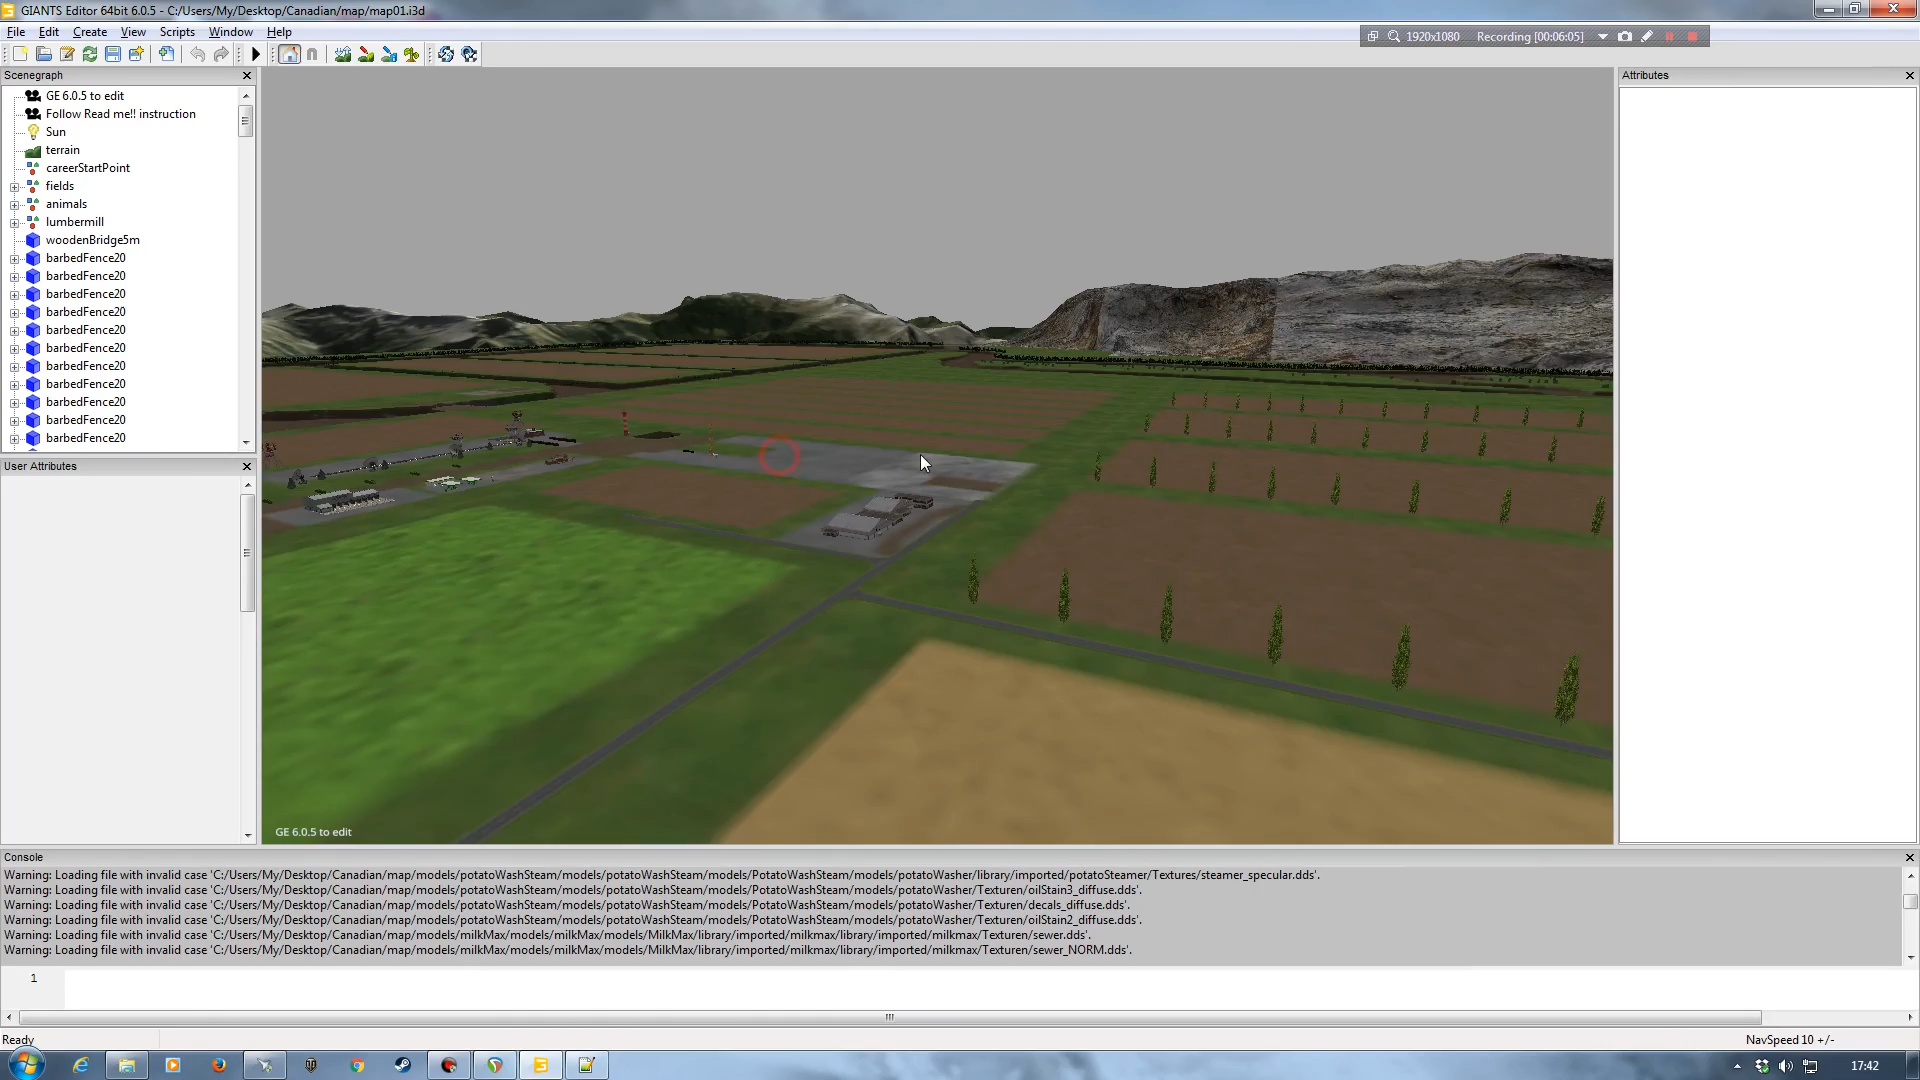 GIANTS Editor 64bit 6.0.5 - C:/Users/My/Desktop/Canadian/map/map01.i3d
File Edit Create View Scripts Window Help
1920x1080 Recording [00:06:05]
Scenegraph
GE 6.0.5 to edit
Follow Read me!! instruction
Sun
terrain
careerStartPoint
fields
animals
lumbermill
woodenBridge5m
barbedFence20
barbedFence20
barbedFence20
barbedFence20
barbedFence20
barbedFence20
barbedFence20
barbedFence20
barbedFence20
barbedFence20
barbedFence20
User Attributes
GE 6.0.5 to edit
Attributes
Console
Warning: Loading file with invalid case 'C:/Users/My/Desktop/Canadian/map/models/potatoWashSteam/models/potatoWashSteam/models/PotatoWashSteam/models/potatoWasher/library/imported/potatoSteamer/Textures/steamer_specular.dds'.
Warning: Loading file with invalid case 'C:/Users/My/Desktop/Canadian/map/models/potatoWashSteam/models/potatoWashSteam/models/PotatoWashSteam/models/potatoWasher/Texturen/oilStain3_diffuse.dds'.
Warning: Loading file with invalid case 'C:/Users/My/Desktop/Canadian/map/models/potatoWashSteam/models/potatoWashSteam/models/PotatoWashSteam/models/potatoWasher/Texturen/decals_diffuse.dds'.
Warning: Loading file with invalid case 'C:/Users/My/Desktop/Canadian/map/models/potatoWashSteam/models/potatoWashSteam/models/PotatoWashSteam/models/potatoWasher/Texturen/oilStain2_diffuse.dds'.
Warning: Loading file with invalid case 'C:/Users/My/Desktop/Canadian/map/models/milkMax/models/milkMax/models/MilkMax/library/imported/milkmax/library/imported/milkmax/Texturen/sewer.dds'.
Warning: Loading file with invalid case 'C:/Users/My/Desktop/Canadian/map/models/milkMax/models/milkMax/models/MilkMax/library/imported/milkmax/library/imported/milkmax/Texturen/sewer_NORM.dds'.
1
Ready
NavSpeed 10 +/-
17:42